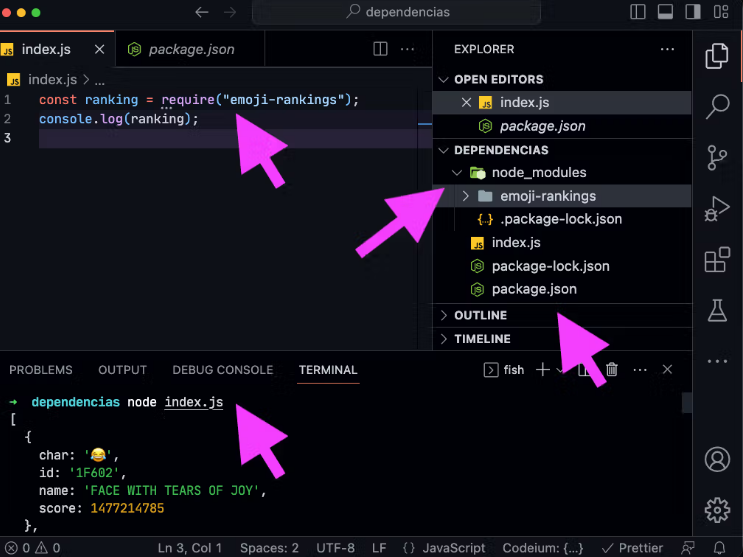 dependencias
JS index.js
package.json
EXPLORER
JS index.js > ...
1 const ranking = require("emoji-rankings");
2 console.log(ranking);
3
OPEN EDITORS
JS index.js
package.json
DEPENDENCIAS
node_modules
emoji-rankings
{..} .package-lock.json
JS index.js
package-lock.json
package.json
OUTLINE
TIMELINE
PROBLEMS OUTPUT DEBUG CONSOLE TERMINAL
fish
→ dependencias node index.js
[
{
char: '😂',
id: '1F602',
name: 'FACE WITH TEARS OF JOY',
score: 1477214785
},
0 0 Ln 3, Col 1 Spaces: 2 UTF-8 LF {} JavaScript Codeium: {...} ✓ Prettier